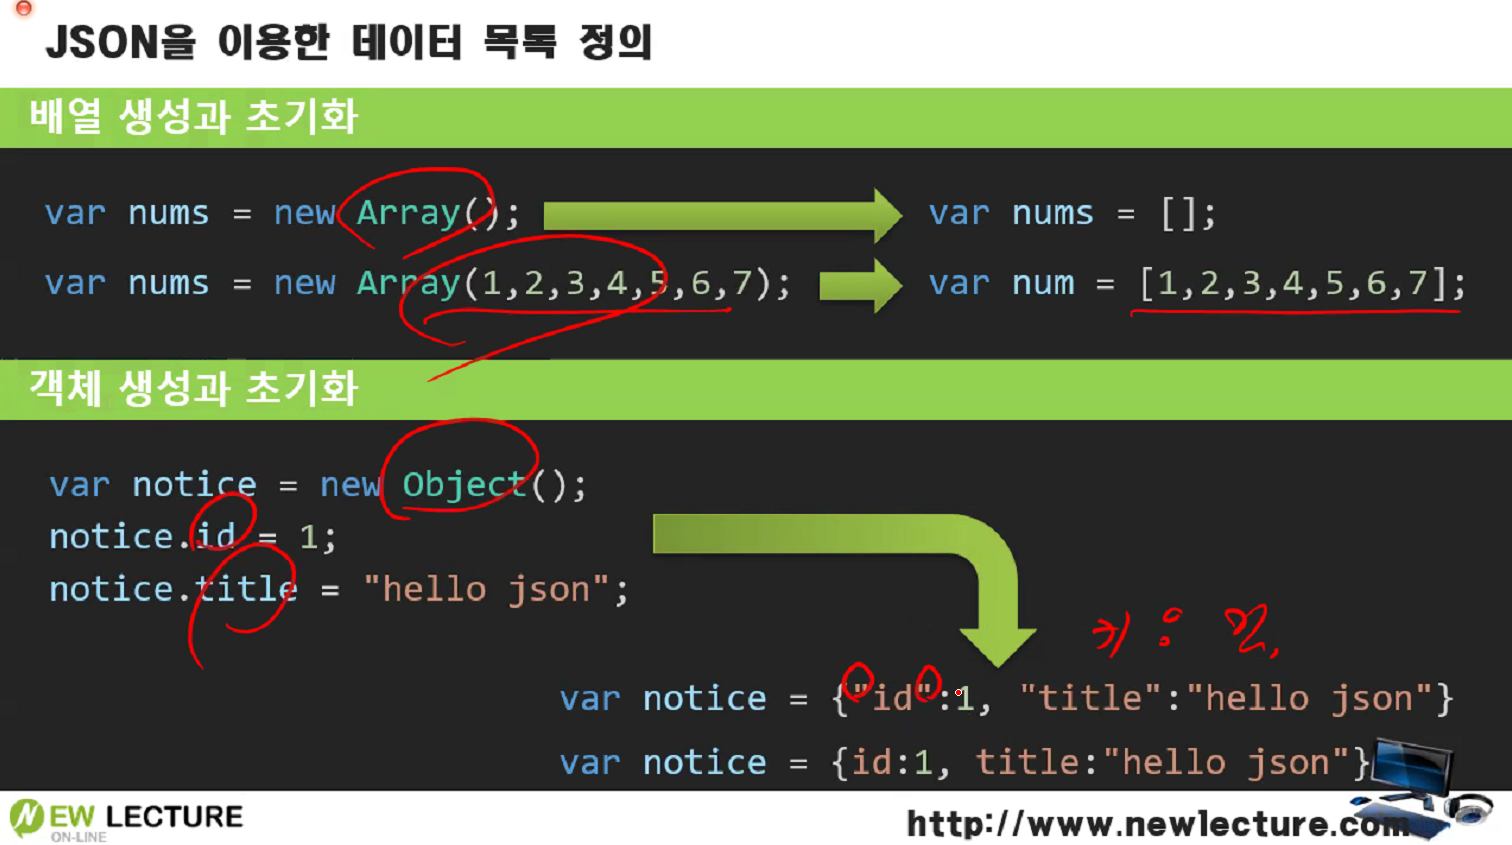 JSON을 이용한 데이터 목록 정의
배열 생성과 초기화
var nums = new Array();
var nums = [];
var nums = new Array(1,2,3,4,5,6,7);
var num = [1,2,3,4,5,6,7];
객체 생성과 초기화
var notice = new Object();
notice.id = 1;
notice.title = "hello json";
키 : 값,
var notice = {"id":1, "title":"hello json"}
var notice = {id:1, title:"hello json"}
NEW LECTURE
ON-LINE
http://www.newlecture.com